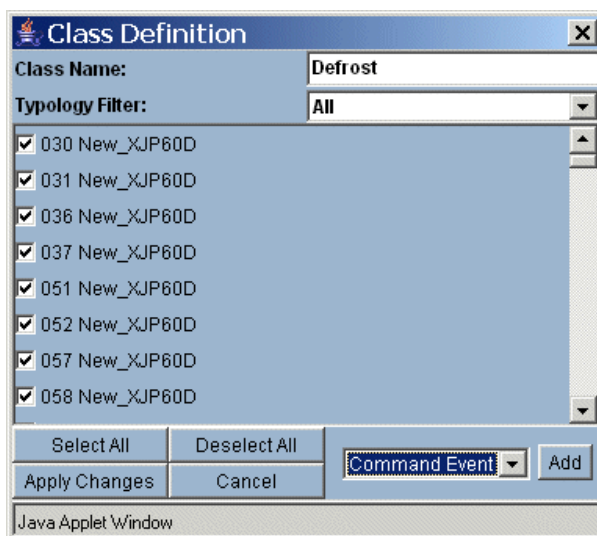 Class Definition
Class Name: Defrost
Typology Filter: All
030 New_XJP60D
031 New_XJP60D
036 New_XJP60D
037 New_XJP60D
051 New_XJP60D
052 New_XJP60D
057 New_XJP60D
058 New_XJP60D
Select All Deselect All
Command Event Add
Apply Changes Cancel
Java Applet Window